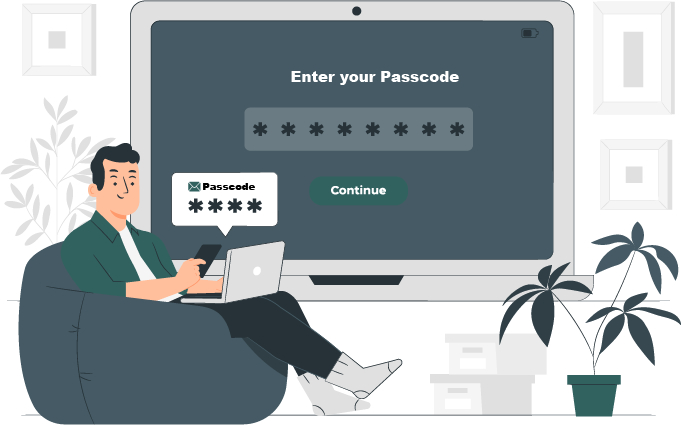 Enter your Passcode
* * * * * * * *
Continue
Passcode
* * * *